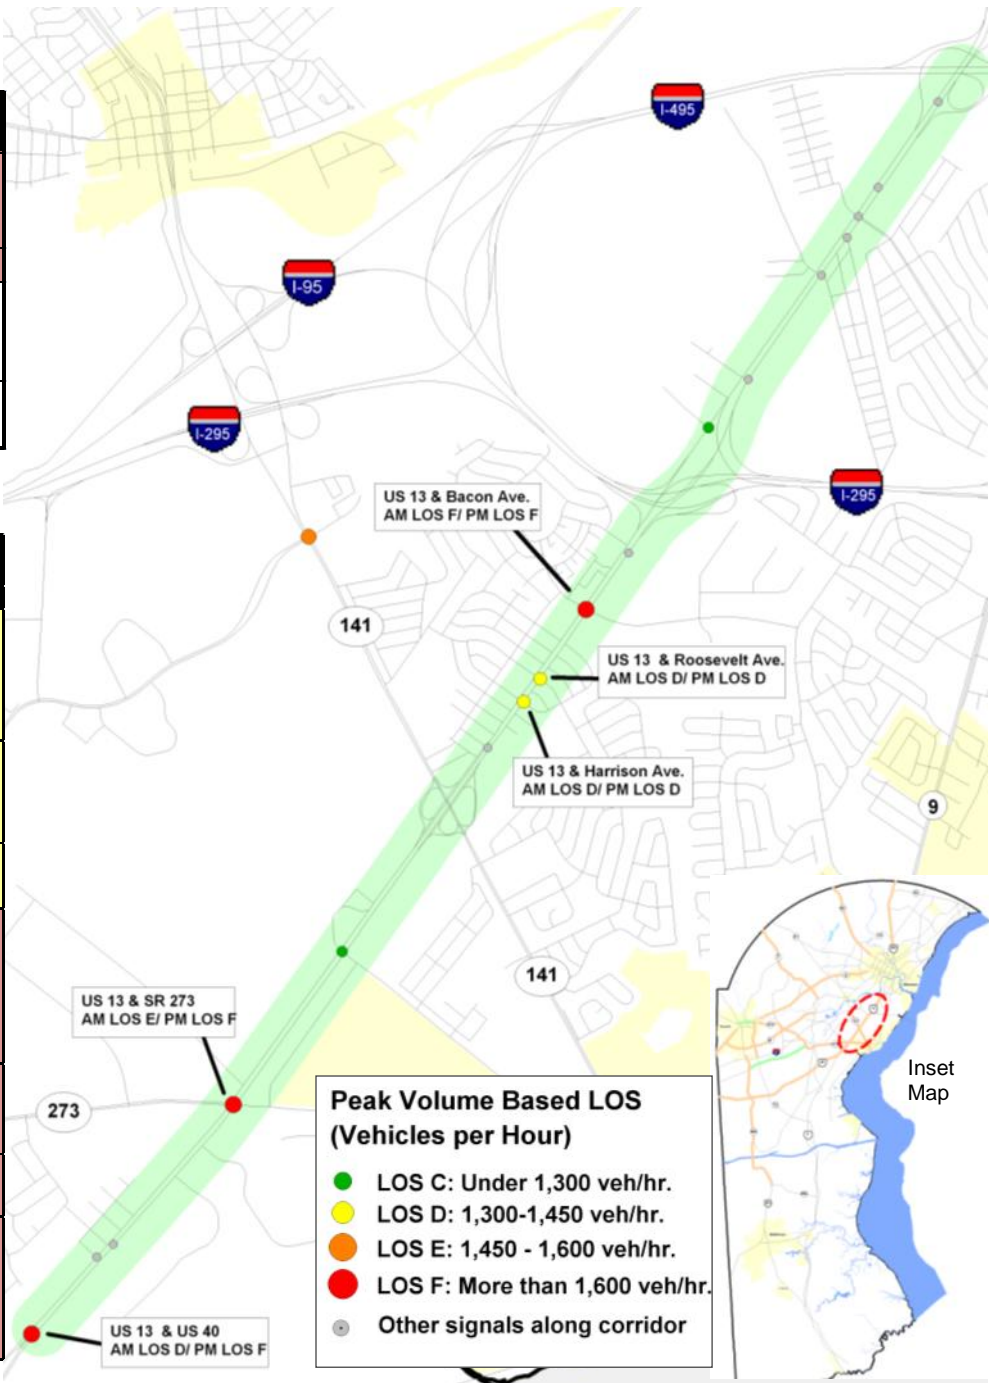 I-495
I-95
I-295
I-295
US 13 & Bacon Ave.
AM LOS F/ PM LOS F
141
US 13  & Roosevelt Ave.
AM LOS D/ PM LOS D
US 13 & Harrison Ave.
AM LOS D/ PM LOS D
9
141
US 13 & SR 273
AM LOS E/ PM LOS F
273
Inset
Map
Peak Volume Based LOS
(Vehicles per Hour)
LOS C: Under 1,300 veh/hr.
LOS D: 1,300-1,450 veh/hr.
LOS E: 1,450 - 1,600 veh/hr.
LOS F: More than 1,600 veh/hr.
Other signals along corridor
US 13  & US 40
AM LOS D/ PM LOS F